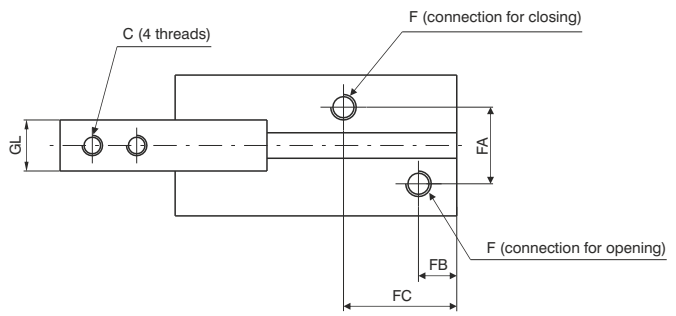 F (connection for closing)
C (4 threads)
GL
FA
F (connection for opening)
FB
FC